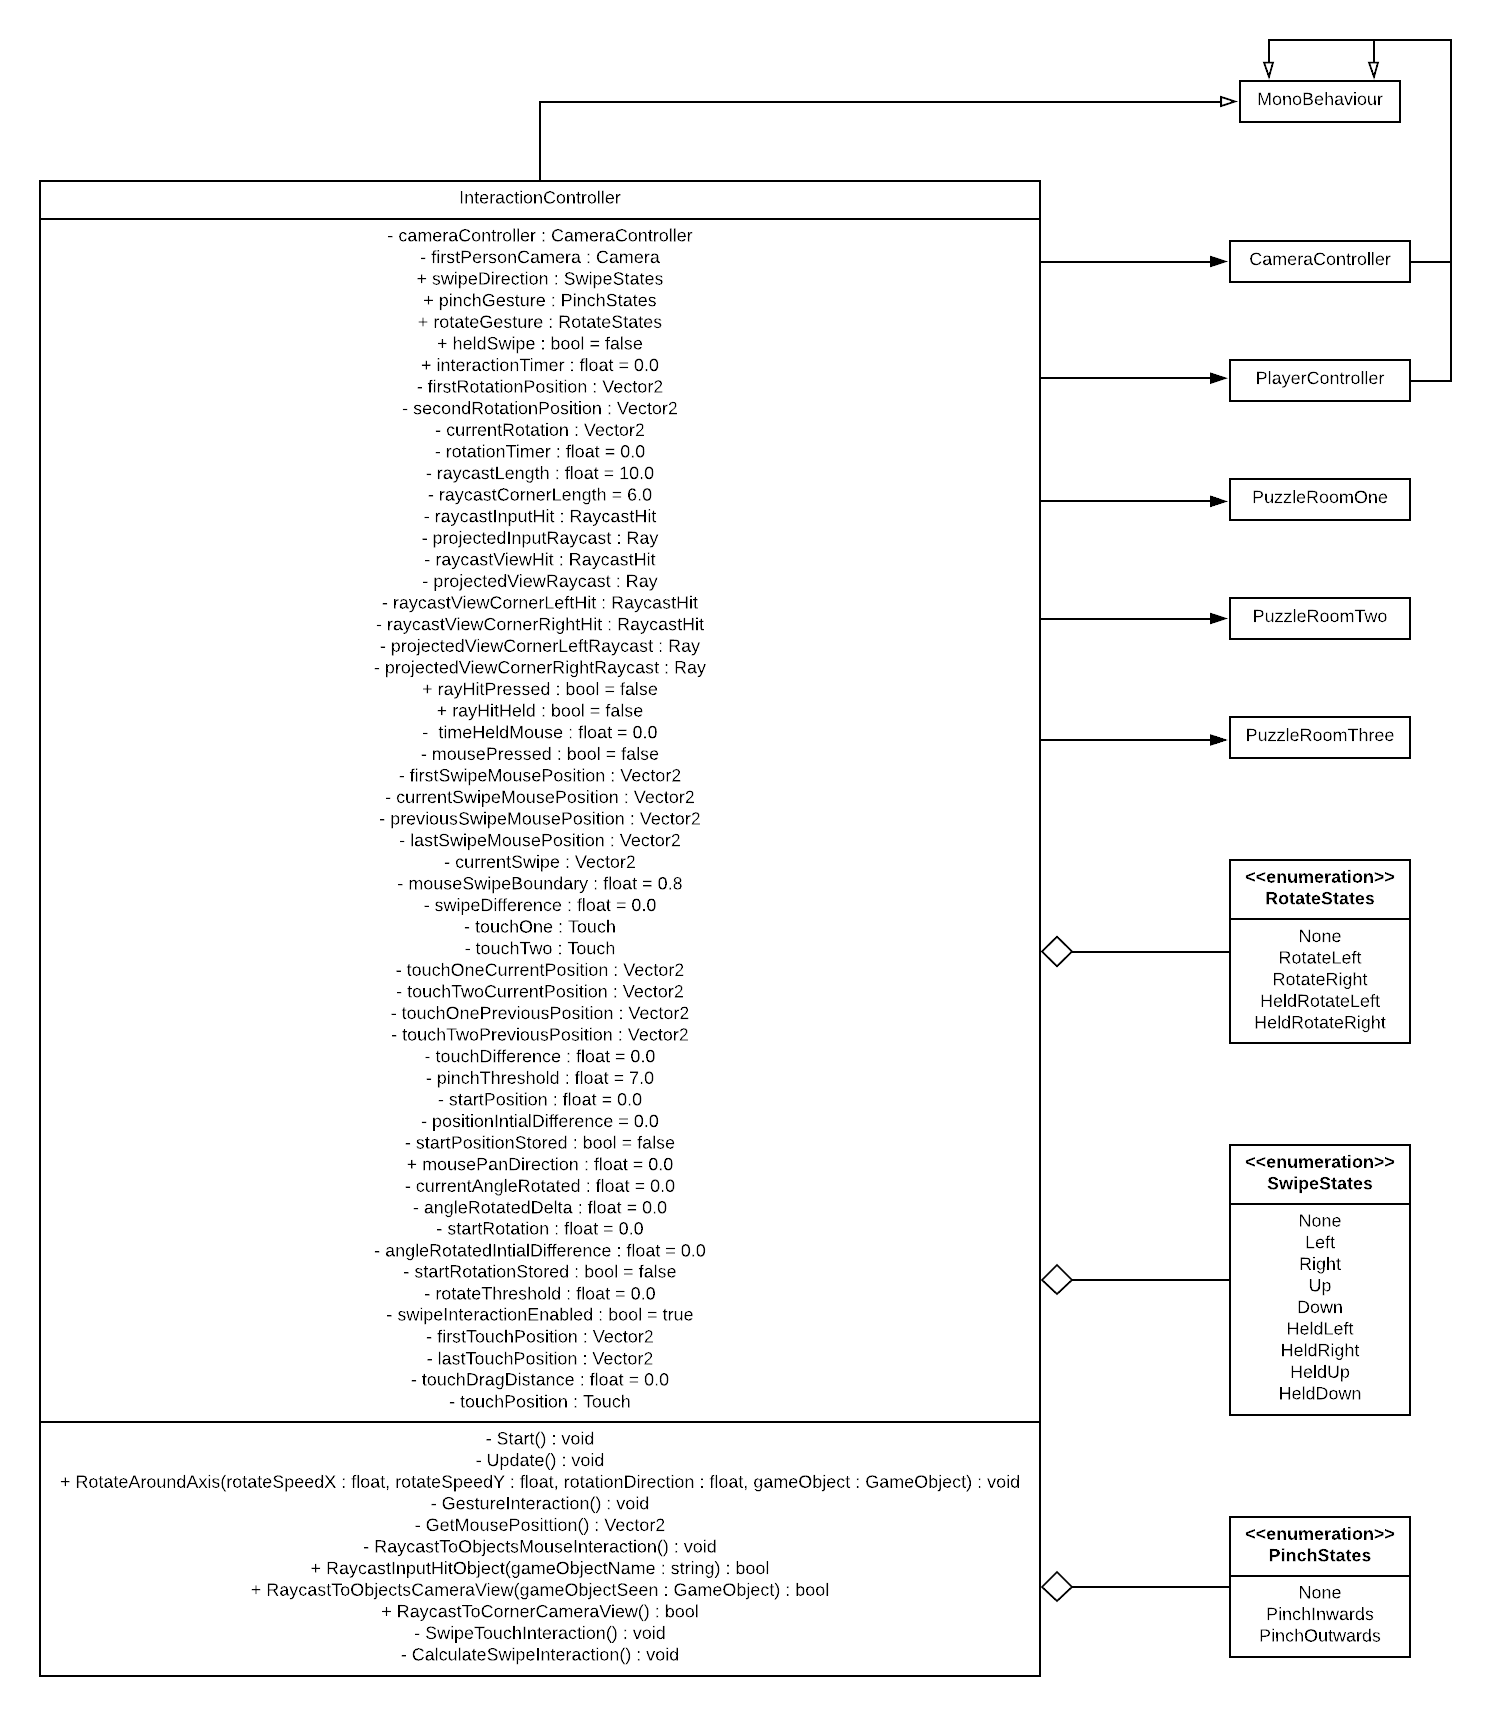 MonoBehaviour
InteractionController
- cameraController : CameraController
- firstPersonCamera : Camera
+ swipeDirection : SwipeStates
+ pinchGesture : PinchStates
+ rotateGesture : RotateStates
+ heldSwipe : bool = false
+ interactionTimer : float = 0.0
- firstRotationPosition : Vector2
- secondRotationPosition : Vector2
- currentRotation : Vector2
- rotationTimer : float = 0.0
- raycastLength : float = 10.0
- raycastCornerLength = 6.0
- raycastInputHit : RaycastHit
- projectedInputRaycast : Ray
- raycastViewHit : RaycastHit
- projectedViewRaycast : Ray
- raycastViewCornerLeftHit : RaycastHit
- raycastViewCornerRightHit : RaycastHit
- projectedViewCornerLeftRaycast : Ray
- projectedViewCornerRightRaycast : Ray
+ rayHitPressed : bool = false
+ rayHitHeld : bool = false
- timeHeldMouse : float = 0.0
- mousePressed : bool = false
- firstSwipeMousePosition : Vector2
- currentSwipeMousePosition : Vector2
- previousSwipeMousePosition : Vector2
- lastSwipeMousePosition : Vector2
- currentSwipe : Vector2
- mouseSwipeBoundary : float = 0.8
- swipeDifference : float = 0.0
- touchOne : Touch
- touchTwo : Touch
- touchOneCurrentPosition : Vector2
- touchTwoCurrentPosition : Vector2
- touchOnePreviousPosition : Vector2
- touchTwoPreviousPosition : Vector2
- touchDifference : float = 0.0
- pinchThreshold : float = 7.0
- startPosition : float = 0.0
- positionIntialDifference = 0.0
- startPositionStored : bool = false
+ mousePanDirection : float = 0.0
- currentAngleRotated : float = 0.0
- angleRotatedDelta : float = 0.0
- startRotation : float = 0.0
- angleRotatedIntialDifference : float = 0.0
- startRotationStored : bool = false
- rotateThreshold : float = 0.0
- swipeInteractionEnabled : bool = true
- firstTouchPosition : Vector2
- lastTouchPosition : Vector2
- touchDragDistance : float = 0.0
- touchPosition : Touch
- Start() : void
- Update() : void
+ RotateAroundAxis(rotateSpeedX : float, rotateSpeedY : float, rotationDirection : float, gameObject : GameObject) : void
- GestureInteraction() : void
- GetMousePosittion() : Vector2
- RaycastToObjectsMouseInteraction() : void
+ RaycastInputHitObject(gameObjectName : string) : bool
+ RaycastToObjectsCameraView(gameObjectSeen : GameObject) : bool
+ RaycastToCornerCameraView() : bool
- SwipeTouchInteraction() : void
- CalculateSwipeInteraction() : void
CameraController
PlayerController
PuzzleRoomOne
PuzzleRoomTwo
PuzzleRoomThree
<<enumeration>>
RotateStates
None
RotateLeft
RotateRight
HeldRotateLeft
HeldRotateRight
<<enumeration>>
SwipeStates
None
Left
Right
Up
Down
HeldLeft
HeldRight
HeldUp
HeldDown
<<enumeration>>
PinchStates
None
PinchInwards
PinchOutwards